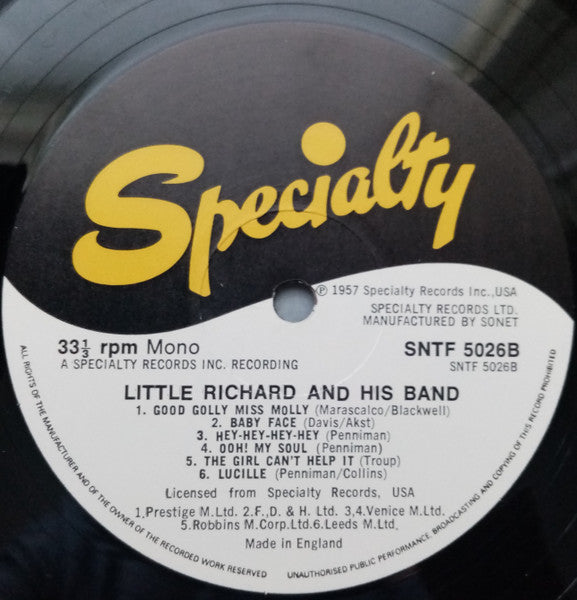 Specialty
℗ 1957 Specialty Records Inc.,USA
SPECIALTY RECORDS LTD.
MANUFACTURED BY SONET
33⅓ rpm Mono
SNTF 5026B
A SPECIALTY RECORDS INC. RECORDING
SNTF 5026B
LITTLE RICHARD AND HIS BAND
1. GOOD GOLLY MISS MOLLY (Marascalco/Blackwell)
2. BABY FACE (Davis/Akst)
3. HEY-HEY-HEY-HEY (Penniman)
4. OOH! MY SOUL (Penniman)
5. THE GIRL CAN'T HELP IT (Troup)
6. LUCILLE (Penniman/Collins)
Licensed from Specialty Records, USA
1.Prestige M.Ltd. 2.F.,D. & H. Ltd. 3,4.Venice M.Ltd.
5.Robbins M.Corp.Ltd.6.Leeds M.Ltd.
Made in England
ALL RIGHTS OF THE MANUFACTURER AND OF THE OWNER OF THE RECORDED WORK RESERVED
UNAUTHORISED PUBLIC PERFORMANCE, BROADCASTING AND COPYING OF THIS RECORD PROHIBITED